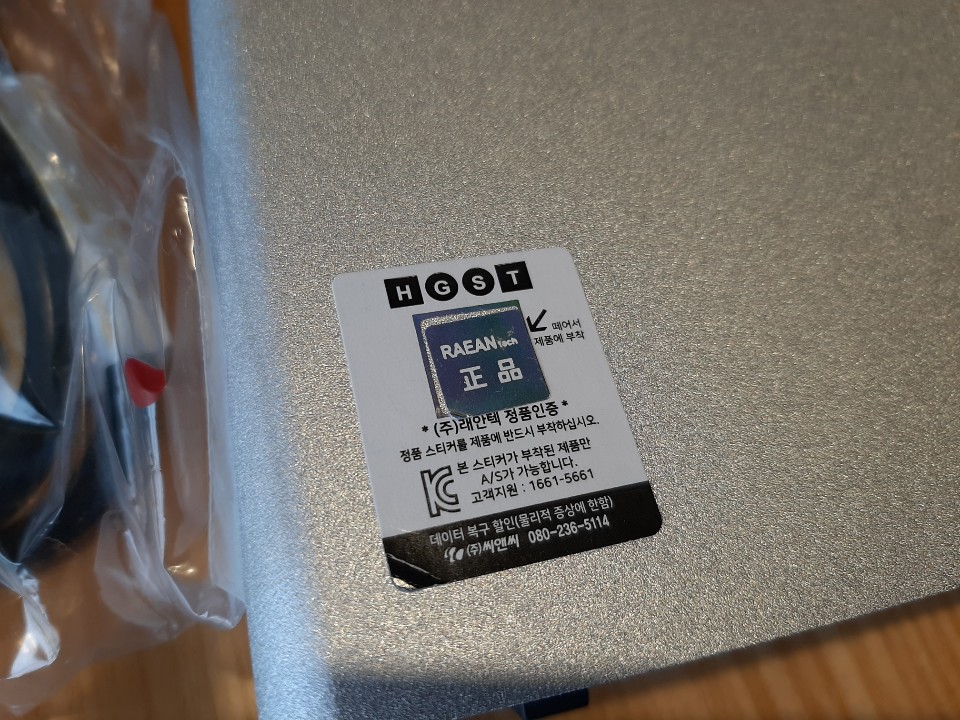 HGST
떼어서
제품에 부착
RAEAN tech
正品
* (주)래안텍 정품인증 *
정품 스티커를 제품에 반드시 부착하십시오.
본 스티커가 부착된 제품만
A/S가 가능합니다.
고객지원 : 1661-5661
데이터 복구 할인(물리적 증상에 한함)
(주)씨앤씨 080-236-5114